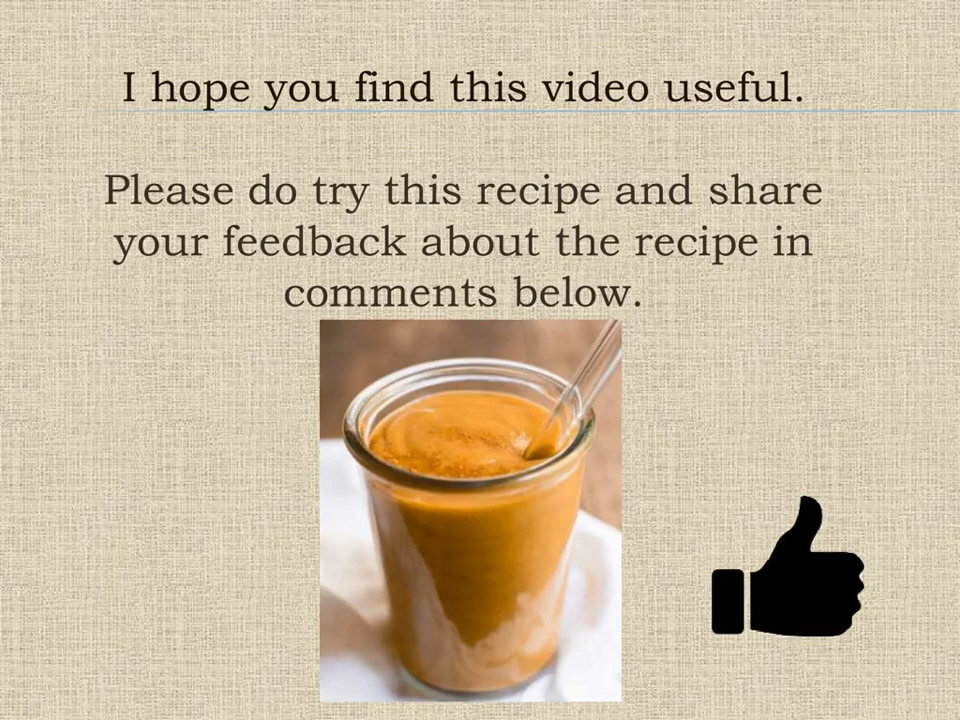 I hope you find this video useful.
Please do try this recipe and share
your feedback about the recipe in
comments below.